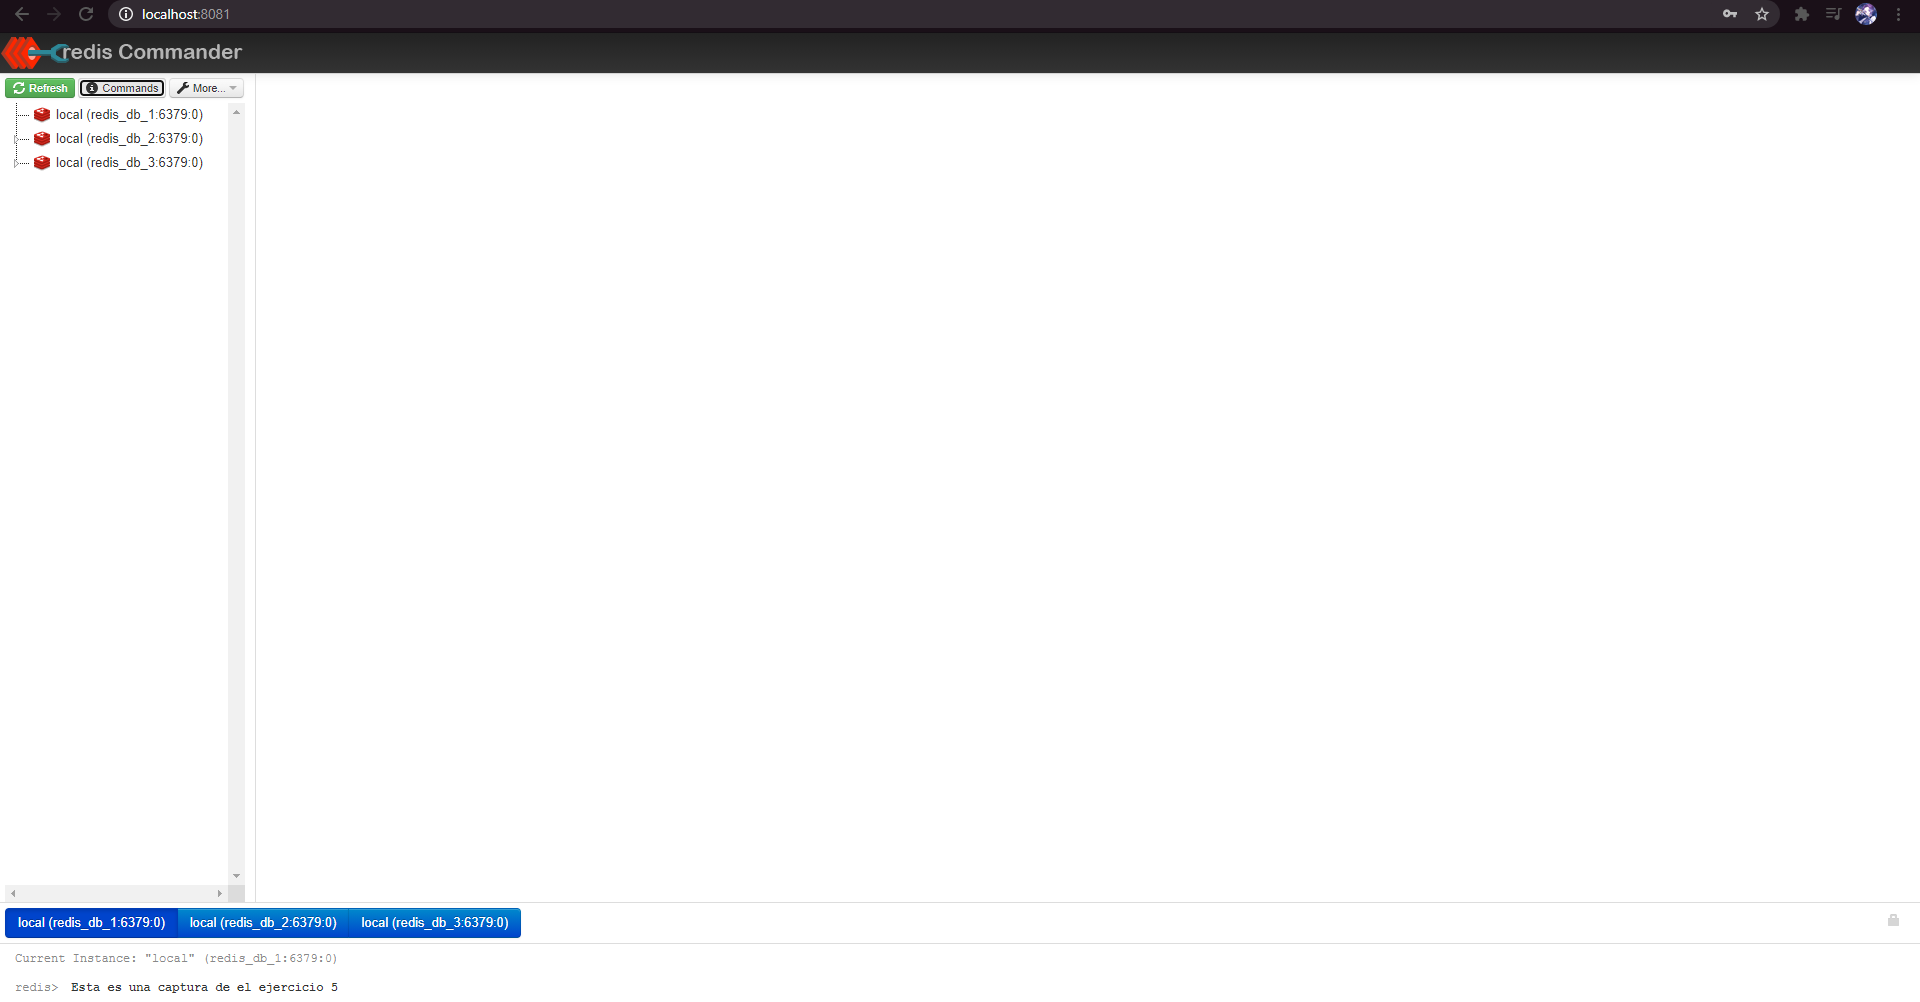 localhost:8081
redis Commander
Refresh Commands More...
local (redis_db_1:6379:0)
local (redis_db_2:6379:0)
local (redis_db_3:6379:0)
local (redis_db_1:6379:0) local (redis_db_2:6379:0) local (redis_db_3:6379:0)
Current Instance: "local" (redis_db_1:6379:0)
redis> Esta es una captura de el ejercicio 5